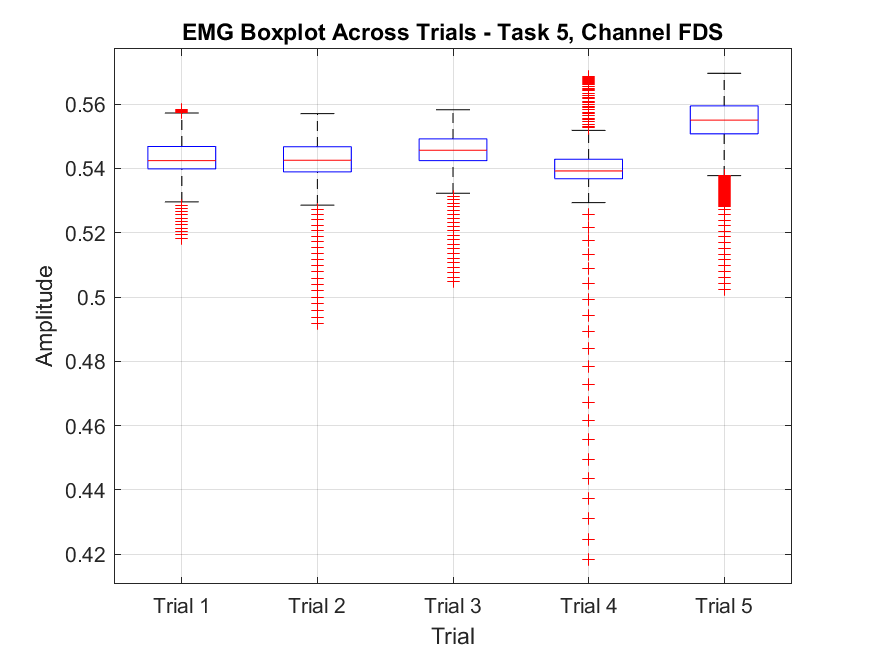 EMG Boxplot Across Trials - Task 5, Channel FDS
0.56
0.54
0.52
0.5
0.48
0.46
0.44
0.42
Amplitude
Trial 1
Trial 2
Trial 3
Trial 4
Trial 5
Trial